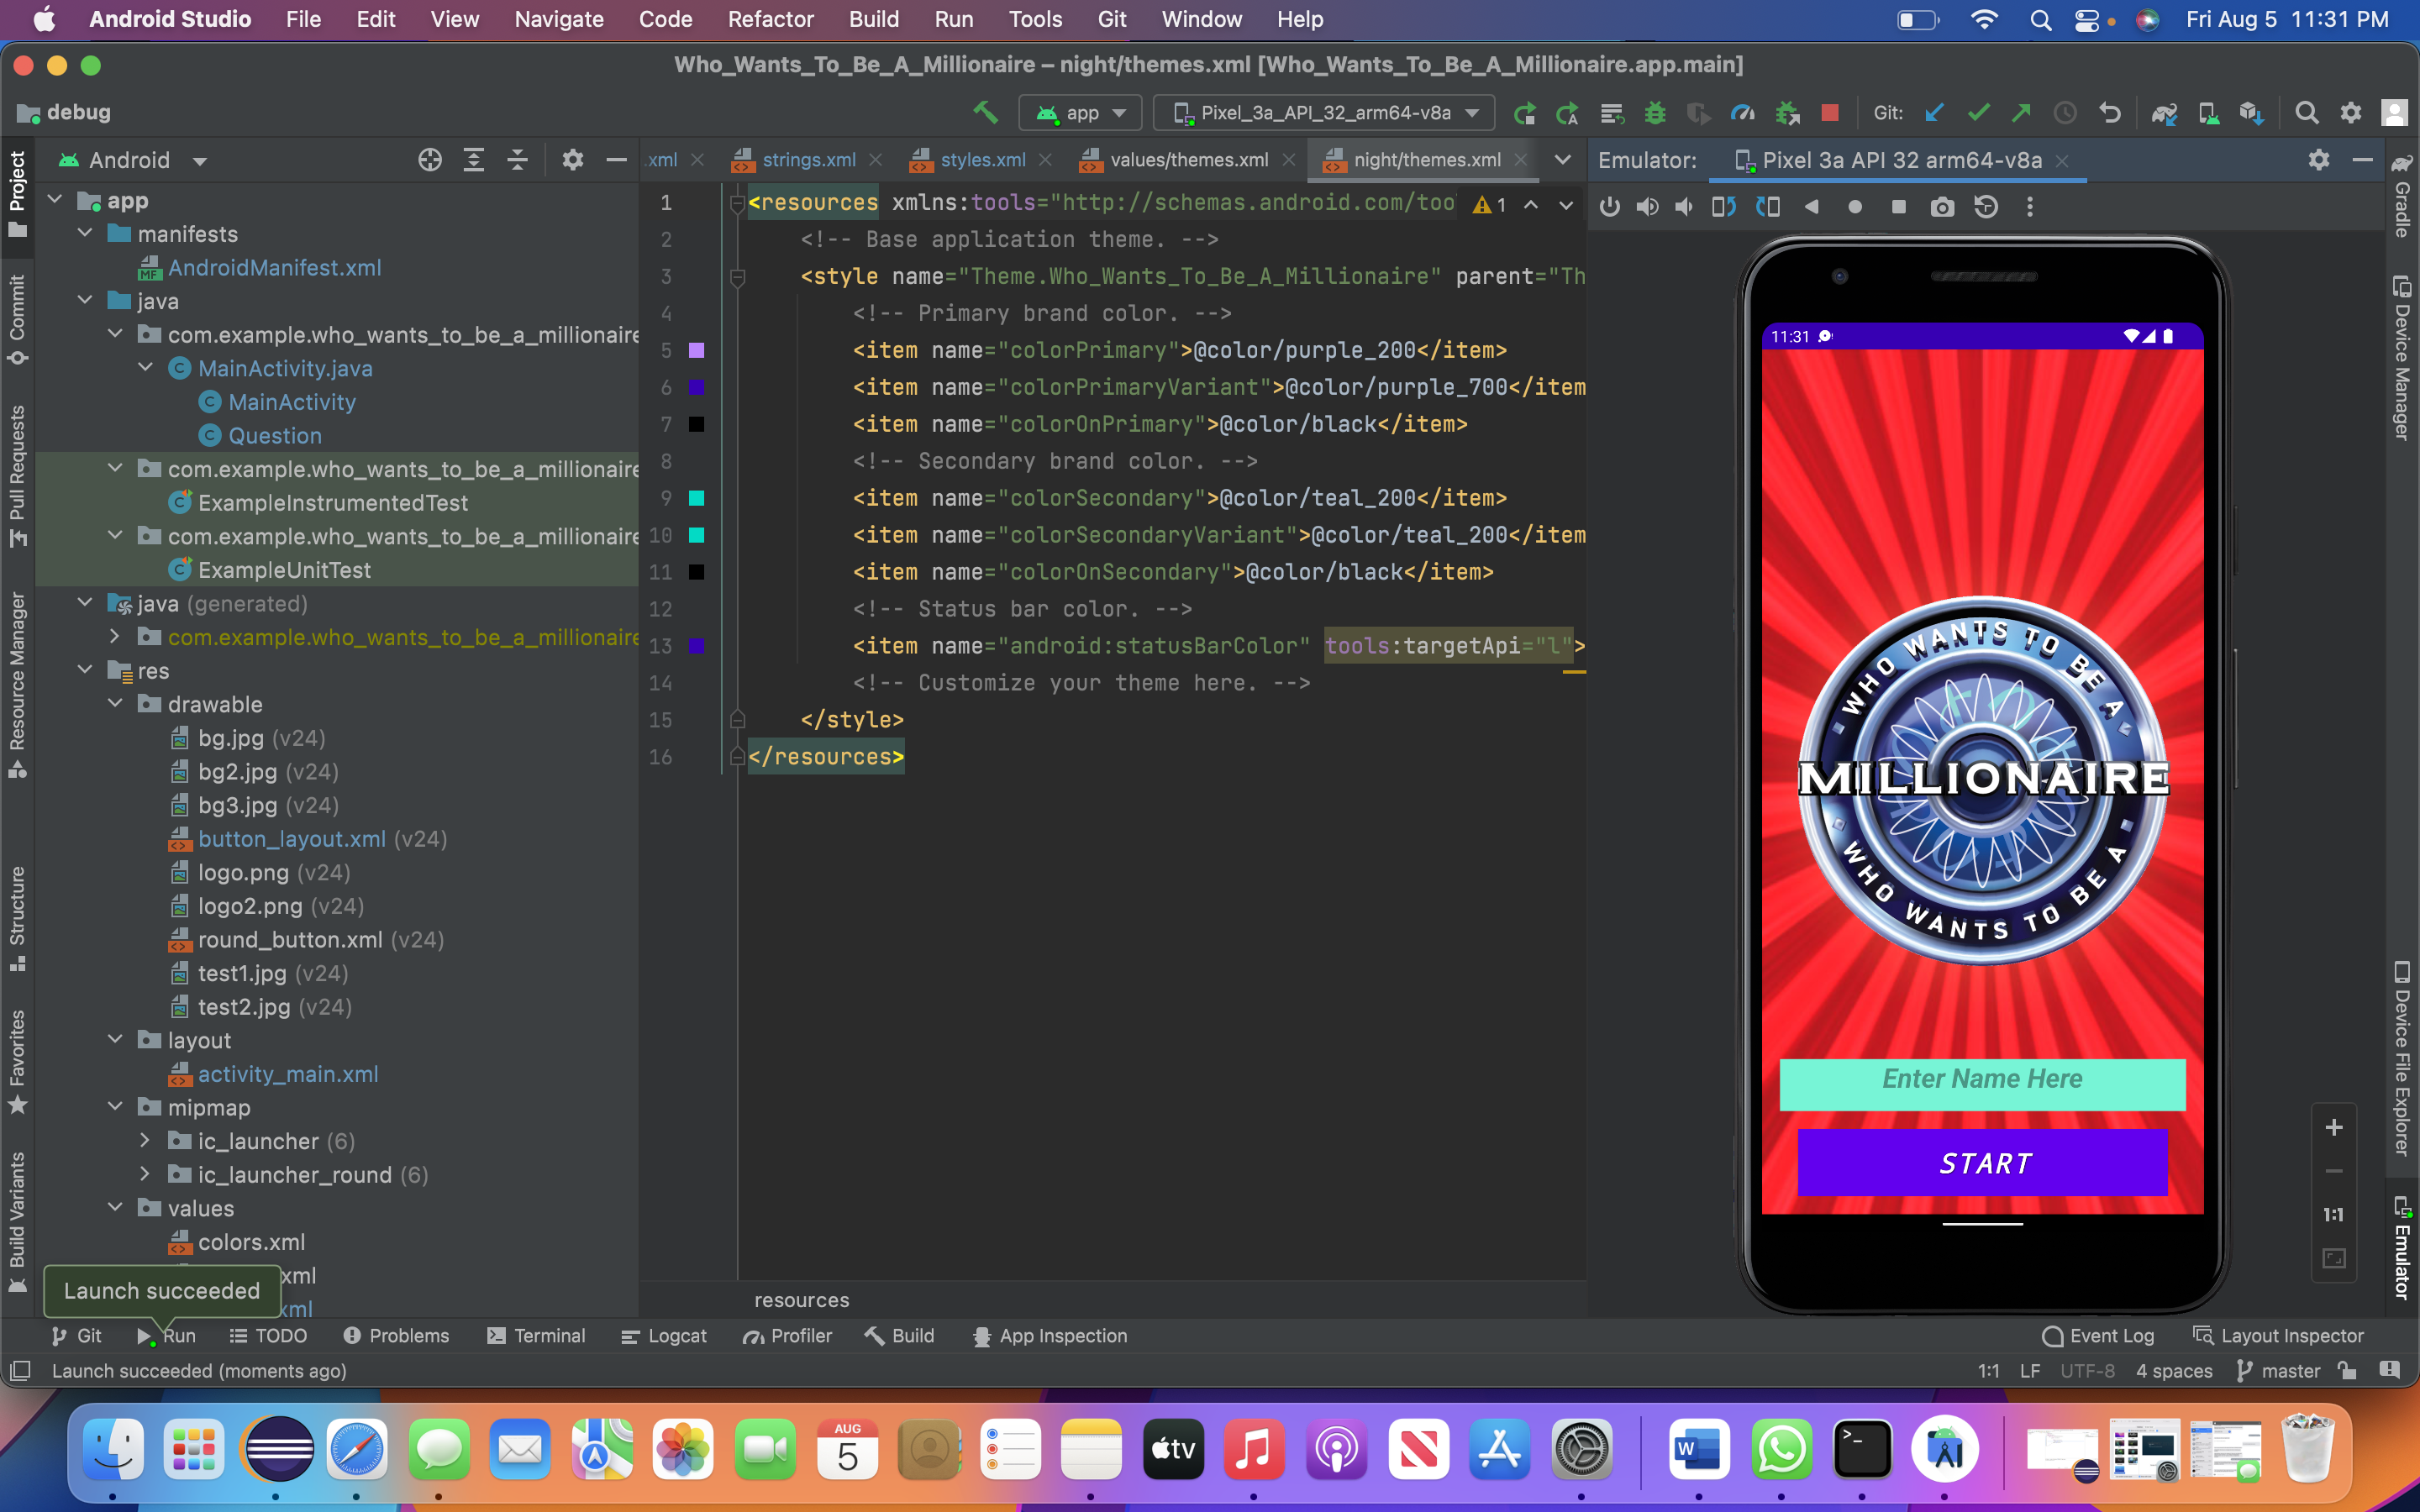 Android Studio File Edit View Navigate Code Refactor Build Run Tools Git Window Help Fri Aug 5 11:31 PM
Who_Wants_To_Be_A_Millionaire – night/themes.xml [Who_Wants_To_Be_A_Millionaire.app.main]
debug app Pixel_3a_API_32_arm64-v8a Git:
Android
.xml strings.xml styles.xml values/themes.xml night/themes.xml
Emulator: Pixel 3a API 32 arm64-v8a
Project
Commit
Pull Requests
Resource Manager
Structure
Favorites
Build Variants
app
manifests
MF AndroidManifest.xml
java
com.example.who_wants_to_be_a_millionaire
C MainActivity.java
C MainActivity
C Question
com.example.who_wants_to_be_a_millionaire
C ExampleInstrumentedTest
com.example.who_wants_to_be_a_millionaire
C ExampleUnitTest
java (generated)
com.example.who_wants_to_be_a_millionaire
res
drawable
bg.jpg (v24)
bg2.jpg (v24)
bg3.jpg (v24)
button_layout.xml (v24)
logo.png (v24)
logo2.png (v24)
round_button.xml (v24)
test1.jpg (v24)
test2.jpg (v24)
layout
activity_main.xml
mipmap
ic_launcher (6)
ic_launcher_round (6)
values
colors.xml
xml
xml
Launch succeeded
1 <resources xmlns:tools="http://schemas.android.com/too 1
2 <!-- Base application theme. -->
3 <style name="Theme.Who_Wants_To_Be_A_Millionaire" parent="Th
4 <!-- Primary brand color. -->
5 <item name="colorPrimary">@color/purple_200</item>
6 <item name="colorPrimaryVariant">@color/purple_700</item
7 <item name="colorOnPrimary">@color/black</item>
8 <!-- Secondary brand color. -->
9 <item name="colorSecondary">@color/teal_200</item>
10 <item name="colorSecondaryVariant">@color/teal_200</item
11 <item name="colorOnSecondary">@color/black</item>
12 <!-- Status bar color. -->
13 <item name="android:statusBarColor" tools:targetApi="l">
14 <!-- Customize your theme here. -->
15 </style>
16 </resources>
resources
11:31
WHO WANTS TO BE A
MILLIONAIRE
WHO WANTS TO BE A
Enter Name Here
START
1:1
Gradle
Device Manager
Device File Explorer
Emulator
Git Run TODO Problems Terminal Logcat Profiler Build App Inspection Event Log Layout Inspector
Launch succeeded (moments ago) 1:1 LF UTF-8 4 spaces master
AUG
5
tv
W